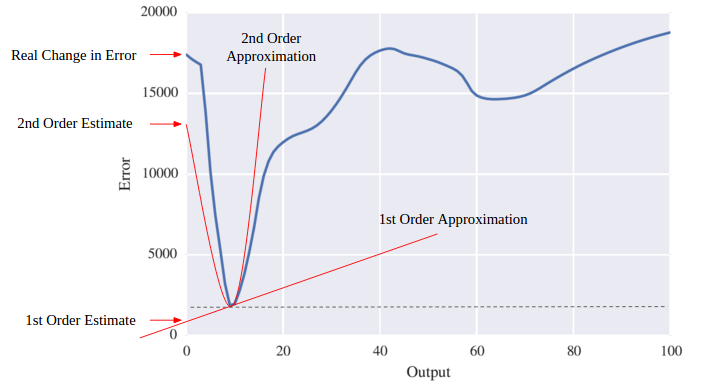 20000
2nd Order
Approximation
Real Change in Error
15000
2nd Order Estimate
Error
10000
1st Order Approximation
5000
1st Order Estimate
0
0 20 40 60 80 100
Output